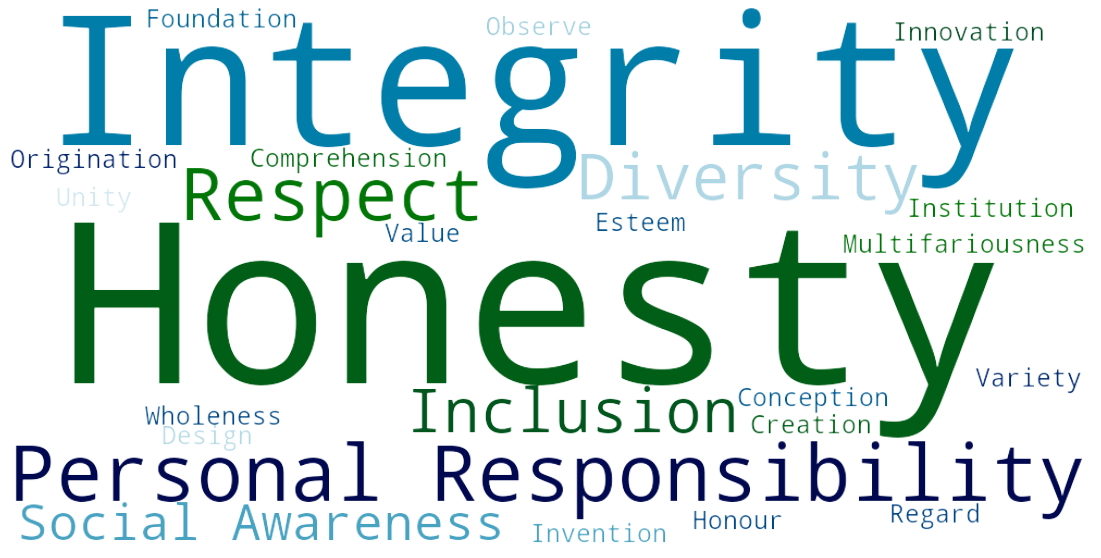 Foundation
Observe
Innovation
Integrity
Origination
Comprehension
Diversity
Unity
Respect
Institution
Esteem
Value
Multifariousness
Honesty
Variety
Conception
Inclusion
Wholeness
Creation
Design
Personal Responsibility
Social Awareness
Regard
Honour
Invention